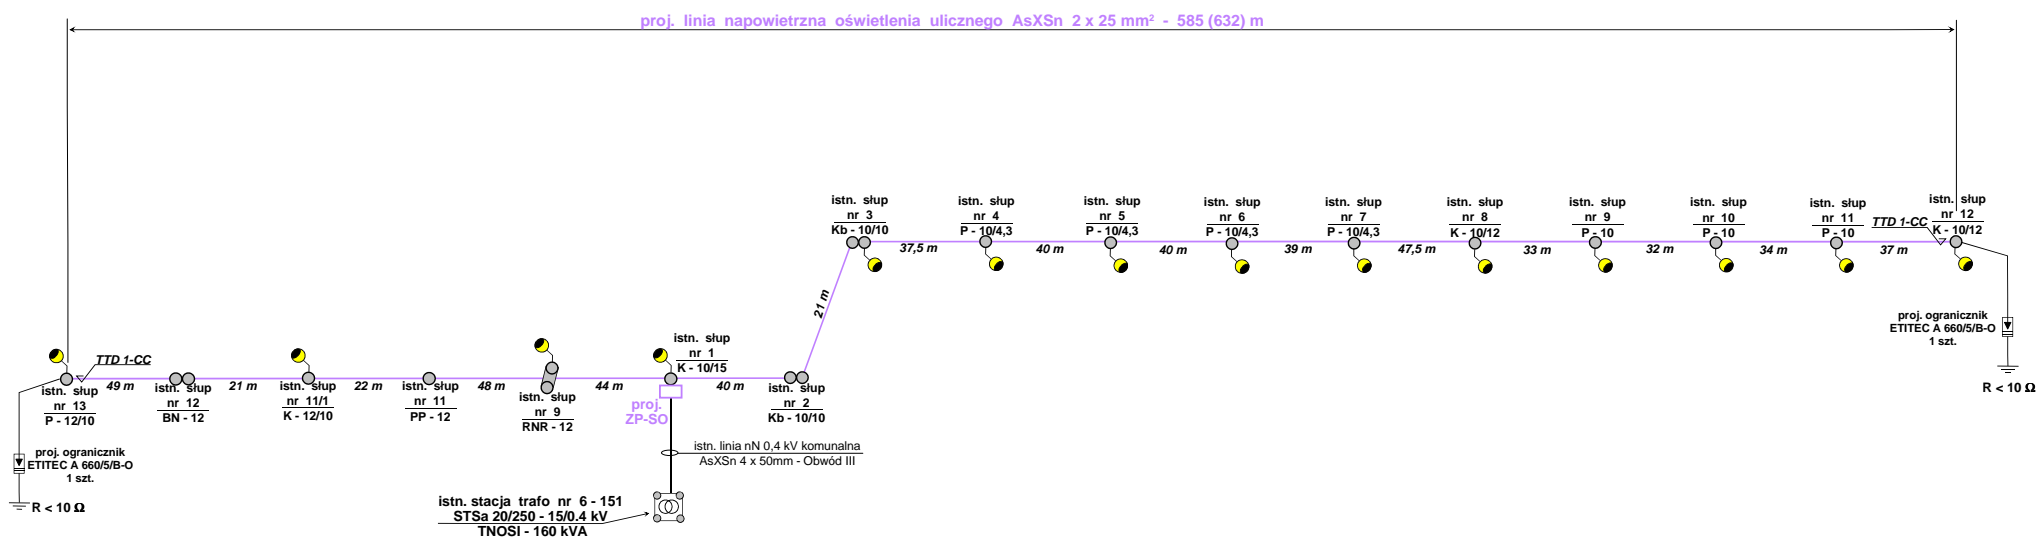 proj. linia napowietrzna oświetlenia ulicznego AsXSn 2 x 25 mm² - 585 (632) m
istn. słup
nr 3
Kb - 10/10
istn. słup
nr 4
P - 10/4,3
istn. słup
nr 5
P - 10/4,3
istn. słup
nr 6
P - 10/4,3
istn. słup
nr 7
P - 10/4,3
istn. słup
nr 8
K - 10/12
istn. słup
nr 9
P - 10
istn. słup
nr 10
P - 10
istn. słup
nr 11
P - 10
TTD 1-CC
istn. słup
nr 12
K - 10/12
37,5 m
40 m
40 m
39 m
47,5 m
33 m
32 m
34 m
37 m
21 m
proj. ogranicznik
ETITEC A 660/5/B-O
1 szt.
R < 10 Ω
TTD 1-CC
49 m
21 m
22 m
48 m
44 m
40 m
istn. słup
nr 13
P - 12/10
istn. słup
nr 12
BN - 12
istn. słup
nr 11/1
K - 12/10
istn. słup
nr 11
PP - 12
istn. słup
nr 9
RNR - 12
istn. słup
nr 1
K - 10/15
istn. słup
nr 2
Kb - 10/10
proj.
ZP-SO
proj. ogranicznik
ETITEC A 660/5/B-O
1 szt.
R < 10 Ω
istn. linia nN 0,4 kV komunalna
AsXSn 4 x 50mm - Obwód III
istn. stacja trafo nr 6 - 151
STSa 20/250 - 15/0.4 kV
TNOSI - 160 kVA